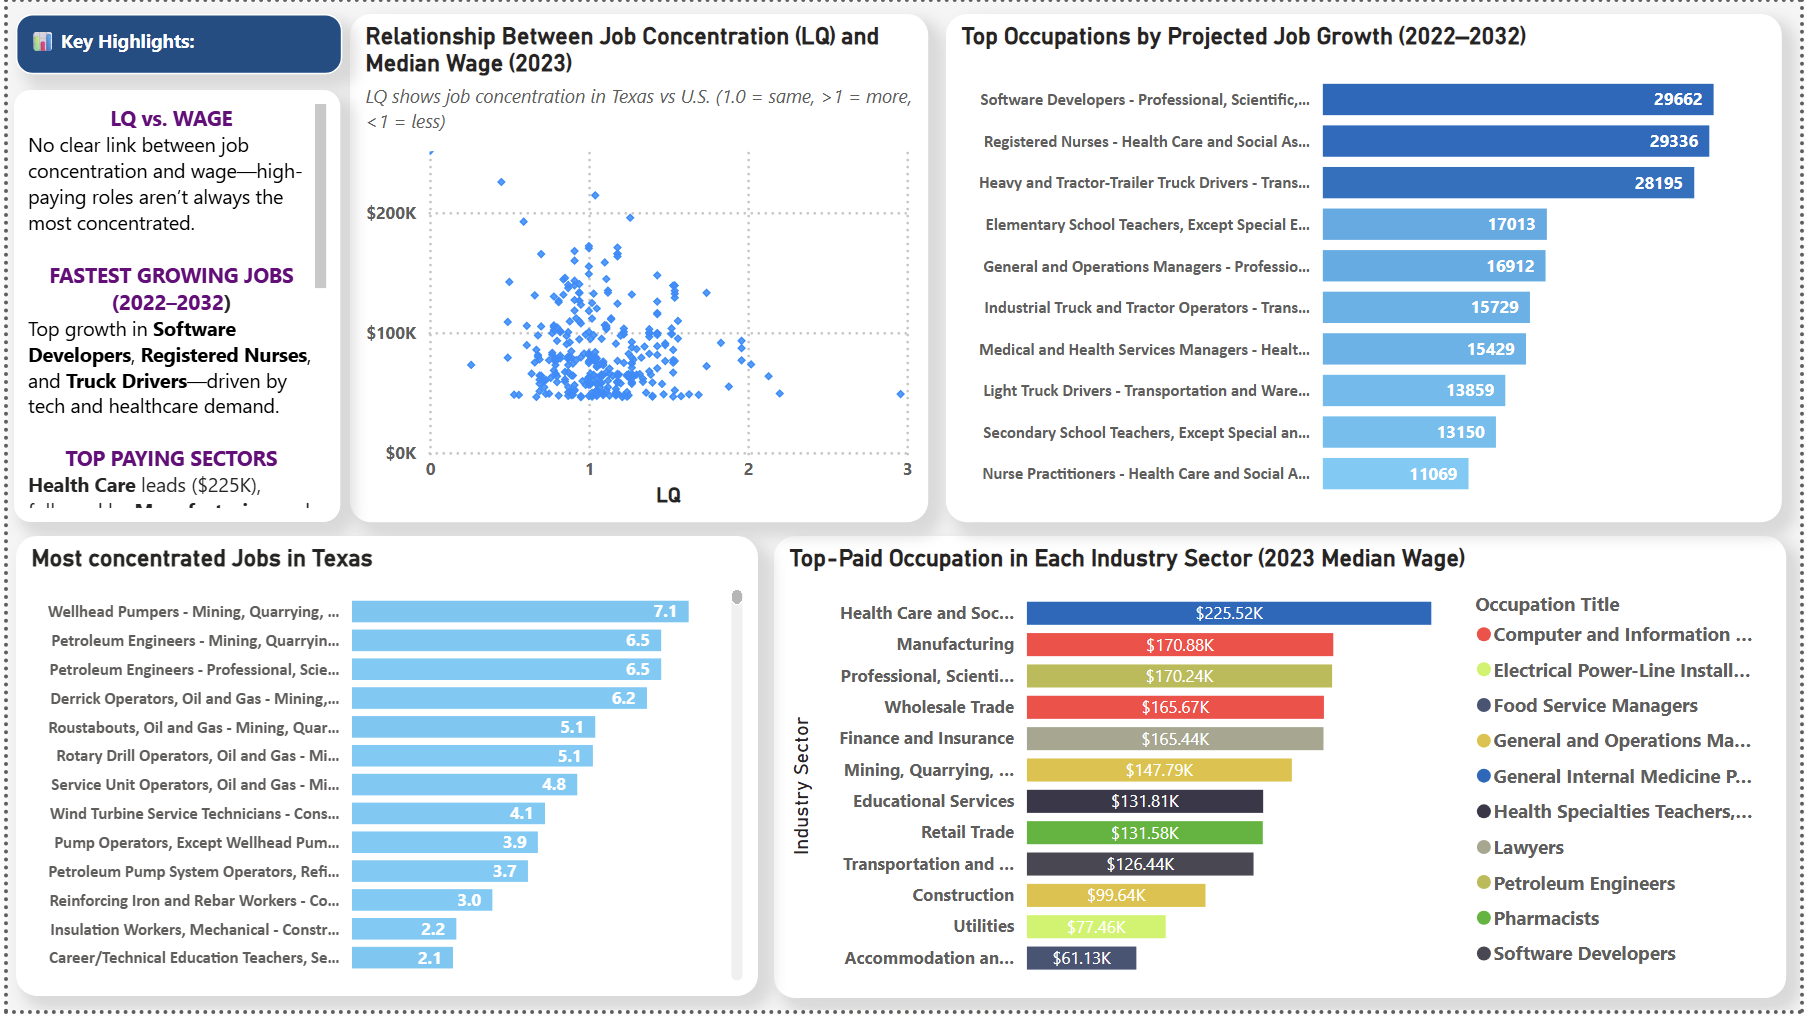 Key Highlights:
LQ vs. WAGE
No clear link between job
concentration and wage—high-
paying roles aren't always the
most concentrated.
FASTEST GROWING JOBS
(2022–2032)
Top growth in Software
Developers, Registered Nurses,
and Truck Drivers—driven by
tech and healthcare demand.
TOP PAYING SECTORS
Health Care leads ($225K),
Relationship Between Job Concentration (LQ) and
Median Wage (2023)
LQ shows job concentration in Texas vs U.S. (1.0 = same, >1 = more,
<1 = less)
$200K
$100K
$0K
0 1 2 3
LQ
Top Occupations by Projected Job Growth (2022–2032)
Software Developers - Professional, Scientific,... 29662
Registered Nurses - Health Care and Social As... 29336
Heavy and Tractor-Trailer Truck Drivers - Trans... 28195
Elementary School Teachers, Except Special E... 17013
General and Operations Managers - Professio... 16912
Industrial Truck and Tractor Operators - Trans... 15729
Medical and Health Services Managers - Healt... 15429
Light Truck Drivers - Transportation and Ware... 13859
Secondary School Teachers, Except Special an... 13150
Nurse Practitioners - Health Care and Social A... 11069
Most concentrated Jobs in Texas
Wellhead Pumpers - Mining, Quarrying, ... 7.1
Petroleum Engineers - Mining, Quarryin... 6.5
Petroleum Engineers - Professional, Scie... 6.5
Derrick Operators, Oil and Gas - Mining,... 6.2
Roustabouts, Oil and Gas - Mining, Quar... 5.1
Rotary Drill Operators, Oil and Gas - Mi... 5.1
Service Unit Operators, Oil and Gas - Mi... 4.8
Wind Turbine Service Technicians - Cons... 4.1
Pump Operators, Except Wellhead Pum... 3.9
Petroleum Pump System Operators, Refi... 3.7
Reinforcing Iron and Rebar Workers - Co... 3.0
Insulation Workers, Mechanical - Constr... 2.2
Career/Technical Education Teachers, Se... 2.1
Top-Paid Occupation in Each Industry Sector (2023 Median Wage)
Industry Sector
Health Care and Soc... $225.52K
Manufacturing $170.88K
Professional, Scienti... $170.24K
Wholesale Trade $165.67K
Finance and Insurance $165.44K
Mining, Quarrying, ... $147.79K
Educational Services $131.81K
Retail Trade $131.58K
Transportation and ... $126.44K
Construction $99.64K
Utilities $77.46K
Accommodation an... $61.13K
Occupation Title
Computer and Information ...
Electrical Power-Line Install...
Food Service Managers
General and Operations Ma...
General Internal Medicine P...
Health Specialties Teachers,...
Lawyers
Petroleum Engineers
Pharmacists
Software Developers